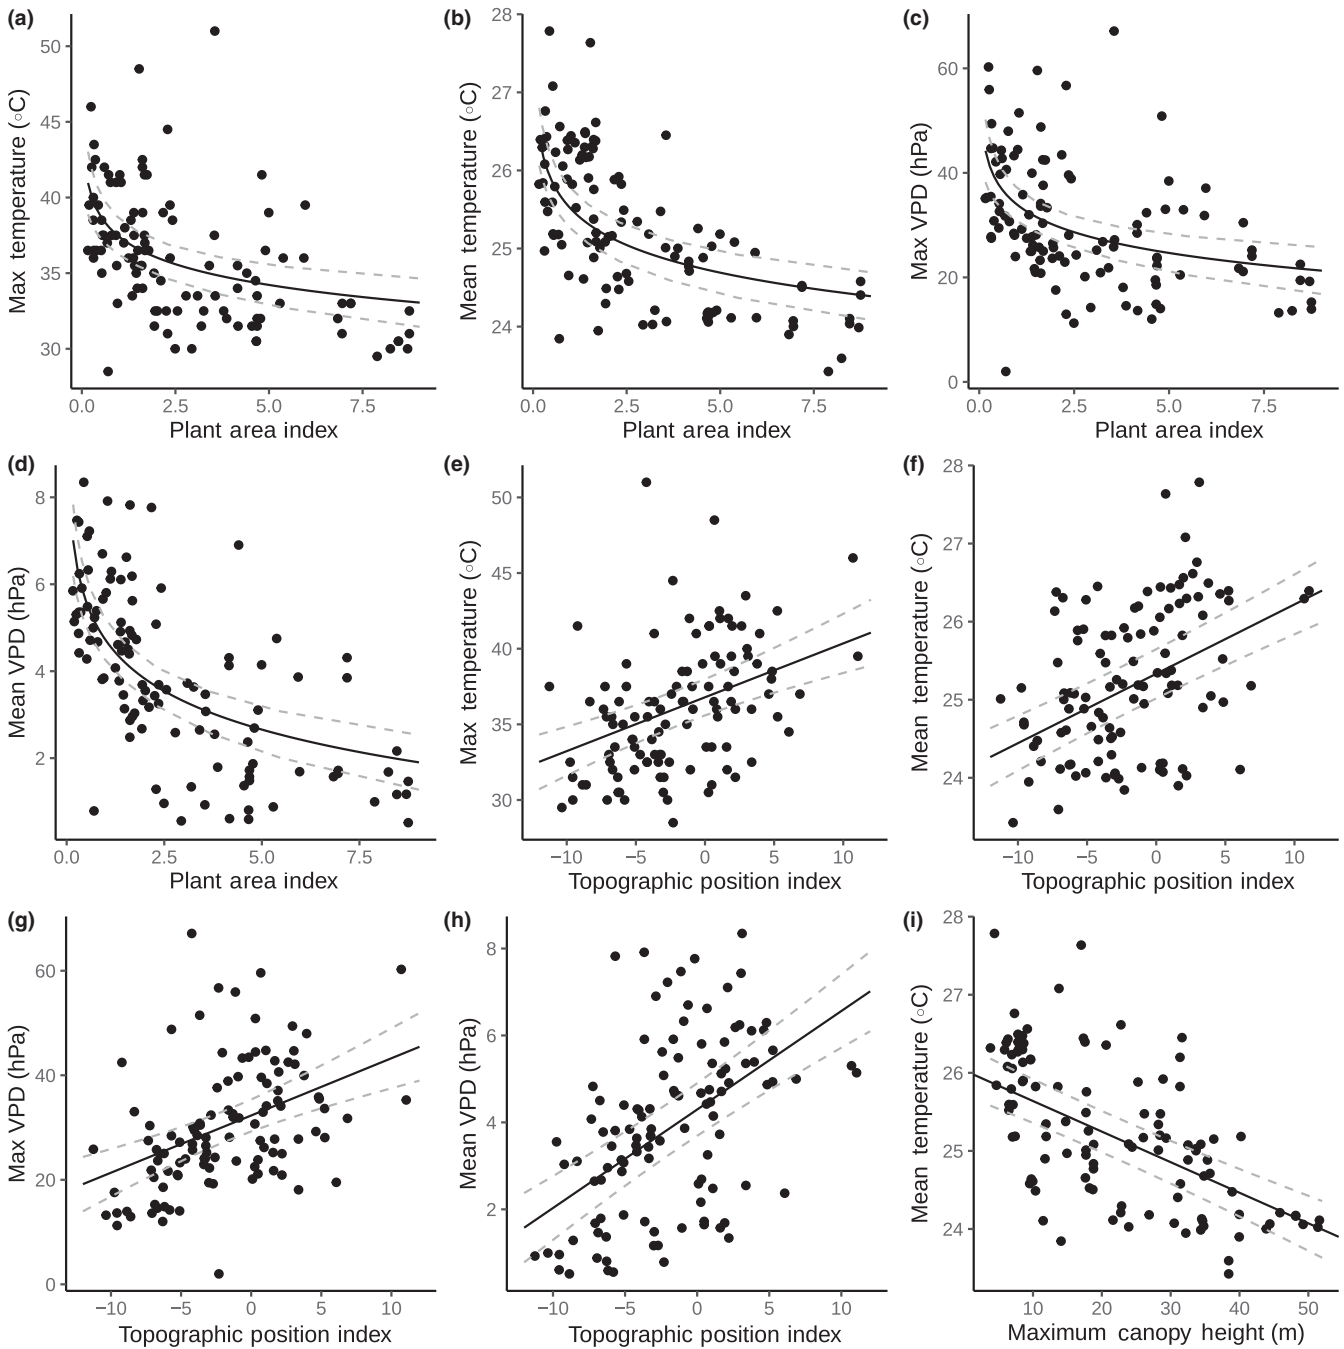 (a)
50
45
40
35
30
Max temperature (○C)
0.0 2.5 5.0 7.5
Plant area index
(b)
28
27
26
25
24
Mean temperature (○C)
0.0 2.5 5.0 7.5
Plant area index
(c)
60
40
20
0
Max VPD (hPa)
0.0 2.5 5.0 7.5
Plant area index
(d)
8
6
4
2
Mean VPD (hPa)
0.0 2.5 5.0 7.5
Plant area index
(e)
50
45
40
35
30
Max temperature (○C)
−10 −5 0 5 10
Topographic position index
(f)
28
27
26
25
24
Mean temperature (○C)
−10 −5 0 5 10
Topographic position index
(g)
60
40
20
0
Max VPD (hPa)
−10 −5 0 5 10
Topographic position index
(h)
8
6
4
2
Mean VPD (hPa)
−10 −5 0 5 10
Topographic position index
(i)
28
27
26
25
24
Mean temperature (○C)
10 20 30 40 50
Maximum canopy height (m)